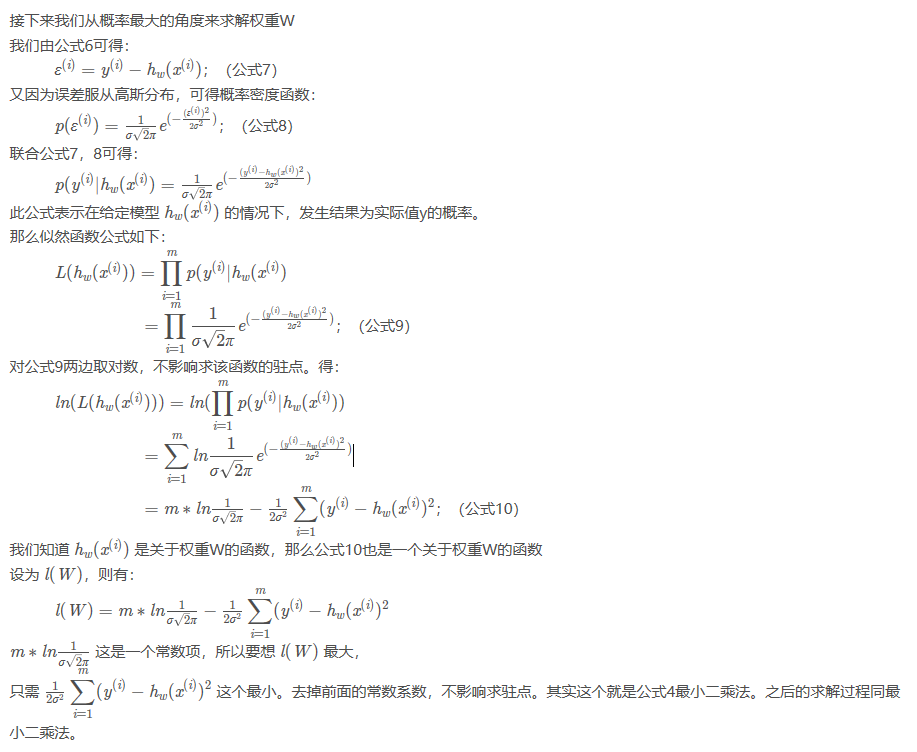 接下来我们从概率最大的角度来求解权重W
我们由公式6可得：
$\varepsilon^{(i)} = y^{(i)} - h_w(x^{(i)})$；（公式7）
又因为误差服从高斯分布，可得概率密度函数：
$p(\varepsilon^{(i)}) = \frac{1}{\sigma\sqrt{2}\pi} e^{(-\frac{(\varepsilon^{(i)})^2}{2\sigma^2})}$；（公式8）
联合公式7，8可得：
$p(y^{(i)}|h_w(x^{(i)}) = \frac{1}{\sigma\sqrt{2}\pi} e^{(-\frac{(y^{(i)}-h_w(x^{(i)})^2}{2\sigma^2})}$
此公式表示在给定模型 $h_w(x^{(i)})$ 的情况下，发生结果为实际值y的概率。
那么似然函数公式如下：
$L(h_w(x^{(i)})) = \prod_{i=1}^{m} p(y^{(i)}|h_w(x^{(i)})$
$= \prod_{i=1}^{m} \frac{1}{\sigma\sqrt{2}\pi} e^{(-\frac{(y^{(i)}-h_w(x^{(i)})^2}{2\sigma^2})}$；（公式9）
对公式9两边取对数，不影响求该函数的驻点。得：
$ln(L(h_w(x^{(i)}))) = ln(\prod_{i=1}^{m} p(y^{(i)}|h_w(x^{(i)}))$
$= \sum_{i=1}^{m} ln\frac{1}{\sigma\sqrt{2}\pi} e^{(-\frac{(y^{(i)}-h_w(x^{(i)})^2}{2\sigma^2})}$
$= m * ln\frac{1}{\sigma\sqrt{2}\pi} - \frac{1}{2\sigma^2} \sum_{i=1}^{m} (y^{(i)} - h_w(x^{(i)})^2$；（公式10）
我们知道 $h_w(x^{(i)})$ 是关于权重W的函数，那么公式10也是一个关于权重W的函数
设为 $l(W)$，则有：
$l(W) = m * ln\frac{1}{\sigma\sqrt{2}\pi} - \frac{1}{2\sigma^2} \sum_{i=1}^{m} (y^{(i)} - h_w(x^{(i)})^2$
$m * ln\frac{1}{\sigma\sqrt{2}\pi}$ 这是一个常数项，所以要想 $l(W)$ 最大，
只需 $\frac{1}{2\sigma^2} \sum_{i=1}^{m} (y^{(i)} - h_w(x^{(i)})^2$ 这个最小。去掉前面的常数系数，不影响求驻点。其实这个就是公式4最小二乘法。之后的求解过程同最
小二乘法。